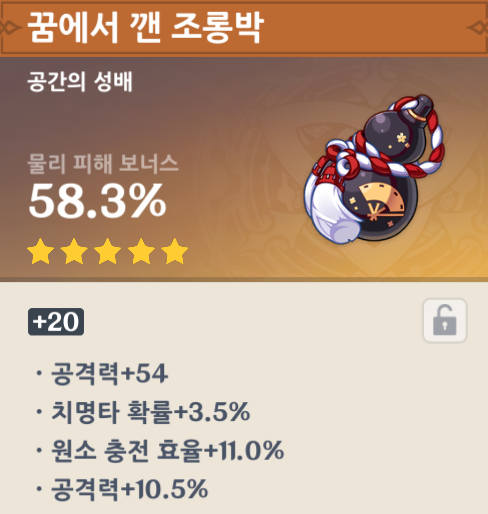 꿈에서 깬 조롱박
공간의 성배
물리 피해 보너스
58.3%
+20
· 공격력+54
· 치명타 확률+3.5%
· 원소 충전 효율+11.0%
· 공격력+10.5%